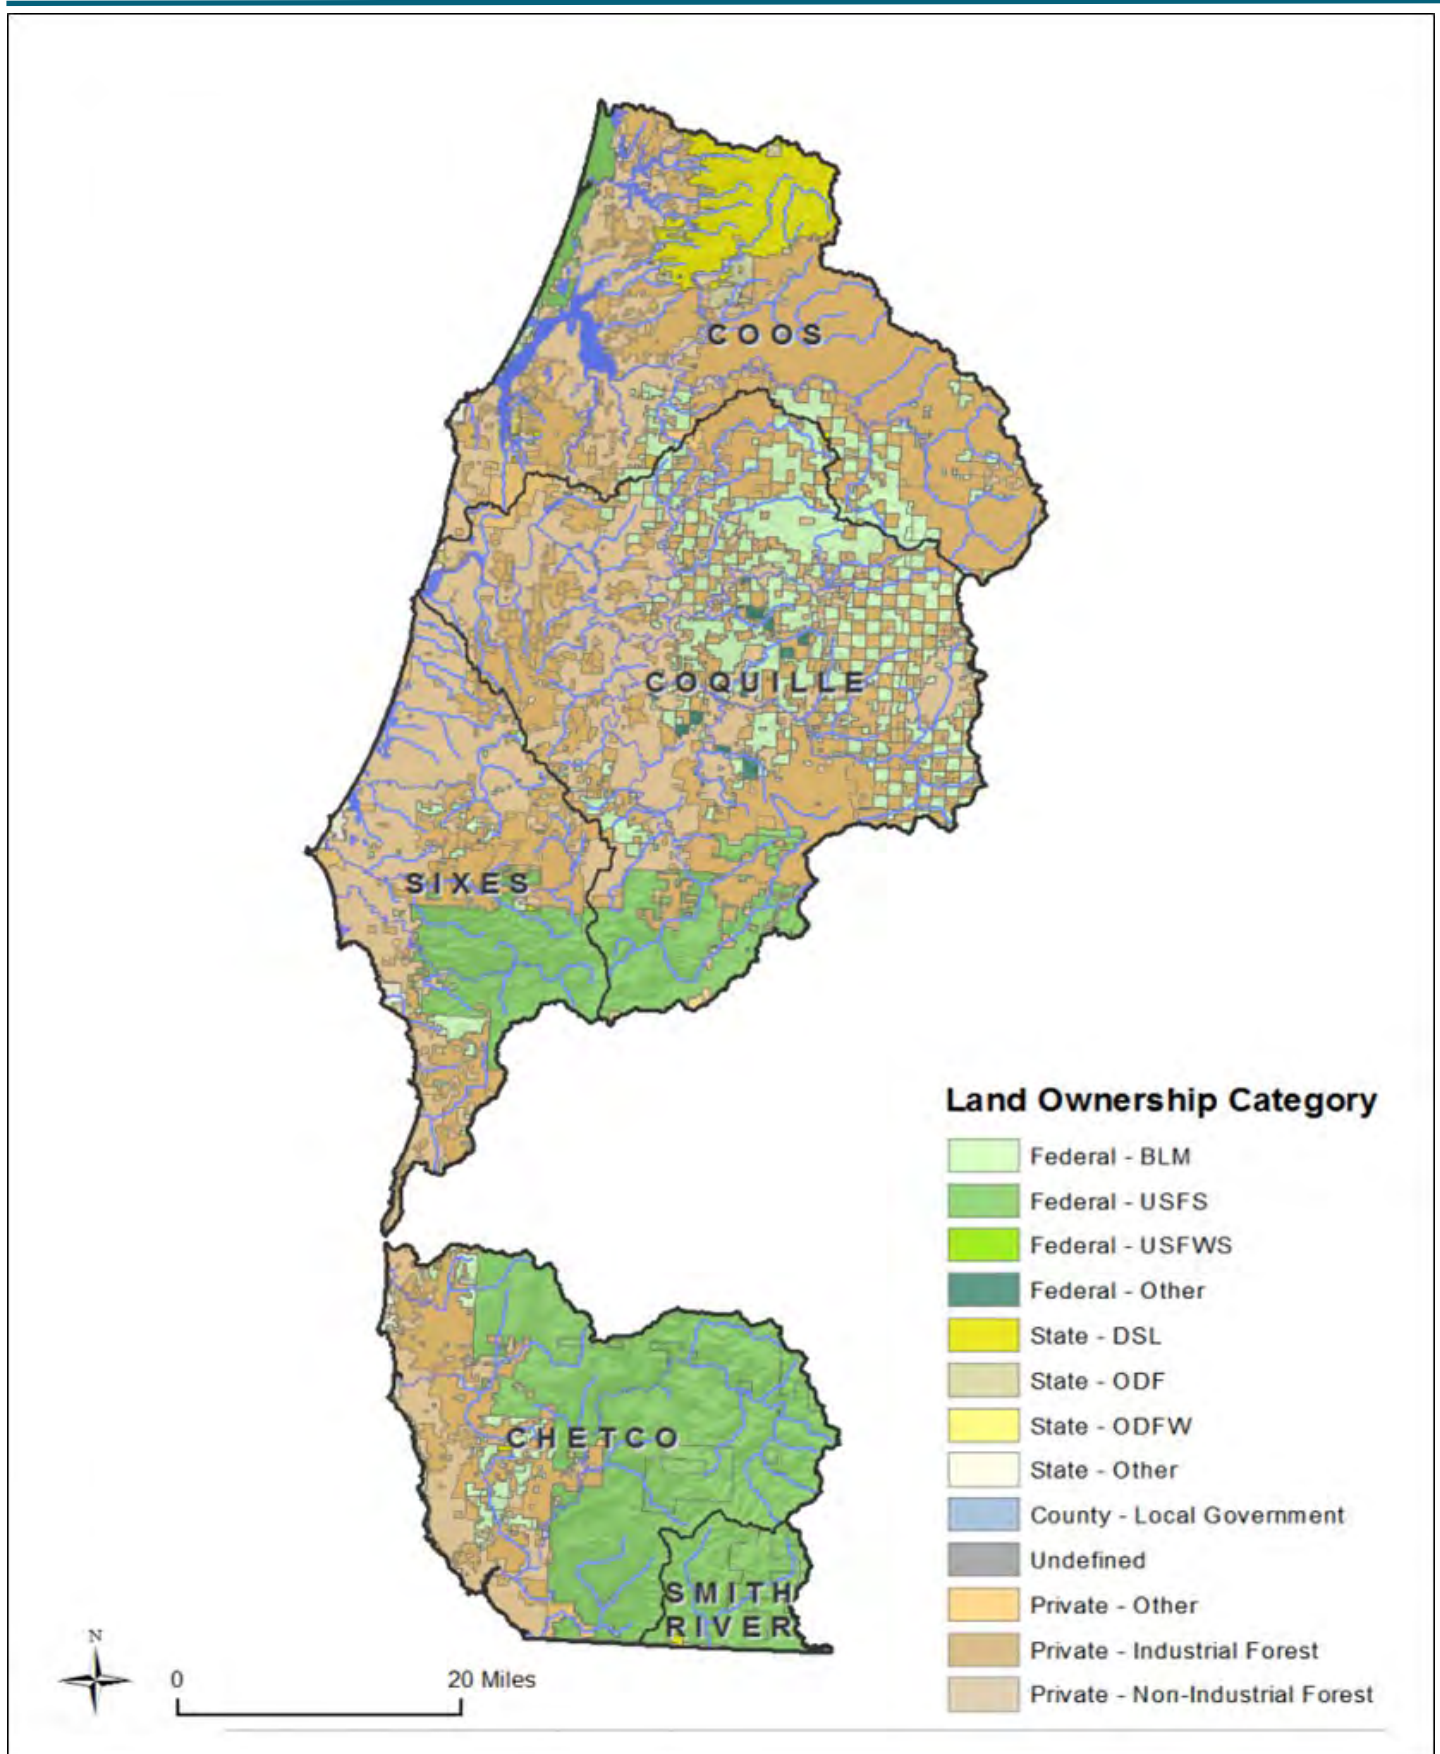 COOS
COQUILLE
SIXES
CHETCO
SMITH
RIVER
Land Ownership Category
Federal - BLM
Federal - USFS
Federal - USFWS
Federal - Other
State - DSL
State - ODF
State - ODFW
State - Other
County - Local Government
Undefined
Private - Other
Private - Industrial Forest
Private - Non-Industrial Forest
N
0 20 Miles